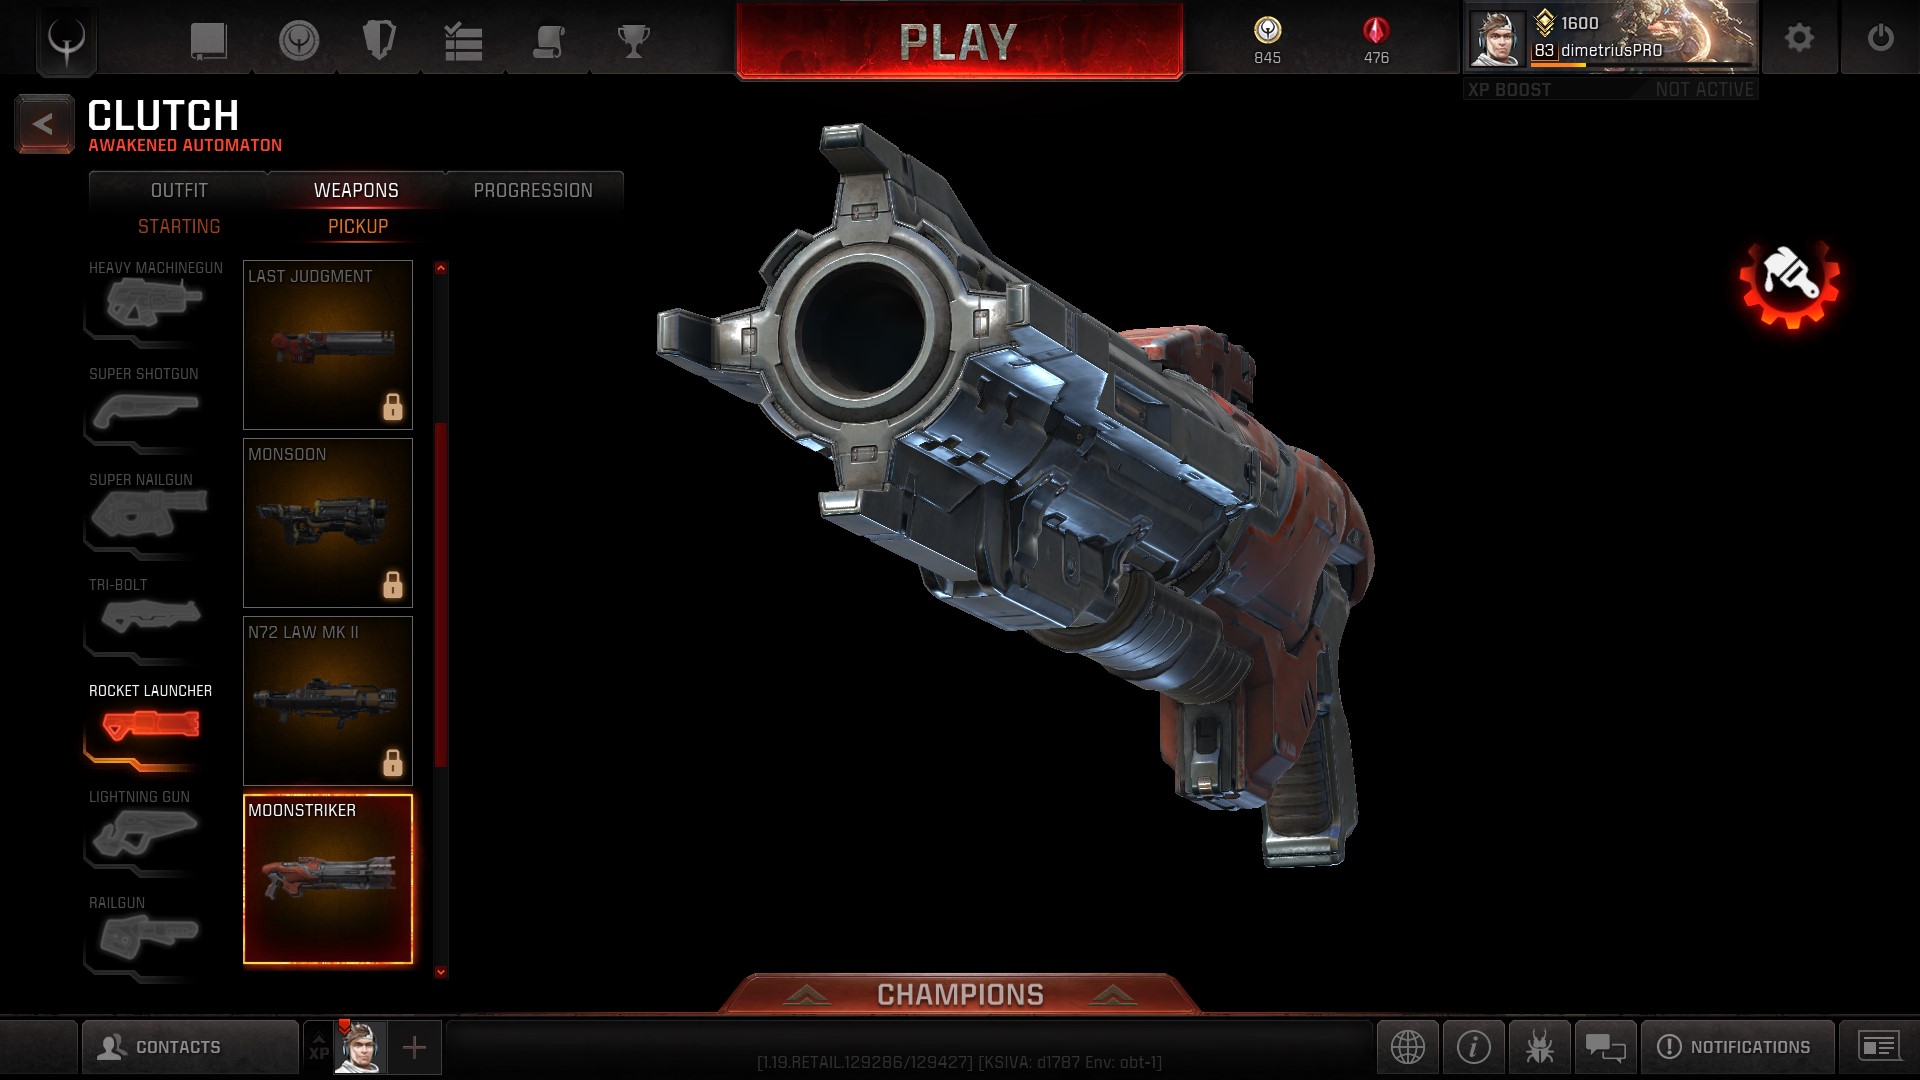 PLAY
845
476
1600
83 dimetriusPRO
XP BOOST NOT ACTIVE
<
CLUTCH
AWAKENED AUTOMATON
OUTFIT WEAPONS PROGRESSION
STARTING PICKUP
HEAVY MACHINEGUN
SUPER SHOTGUN
SUPER NAILGUN
TRI-BOLT
ROCKET LAUNCHER
LIGHTNING GUN
RAILGUN
LAST JUDGMENT
MONSOON
N72 LAW MK II
MOONSTRIKER
CHAMPIONS
CONTACTS
XP
+
[1.19.RETAIL.129286/129427] [KSIVA: d1787 Env: obt-1]
NOTIFICATIONS